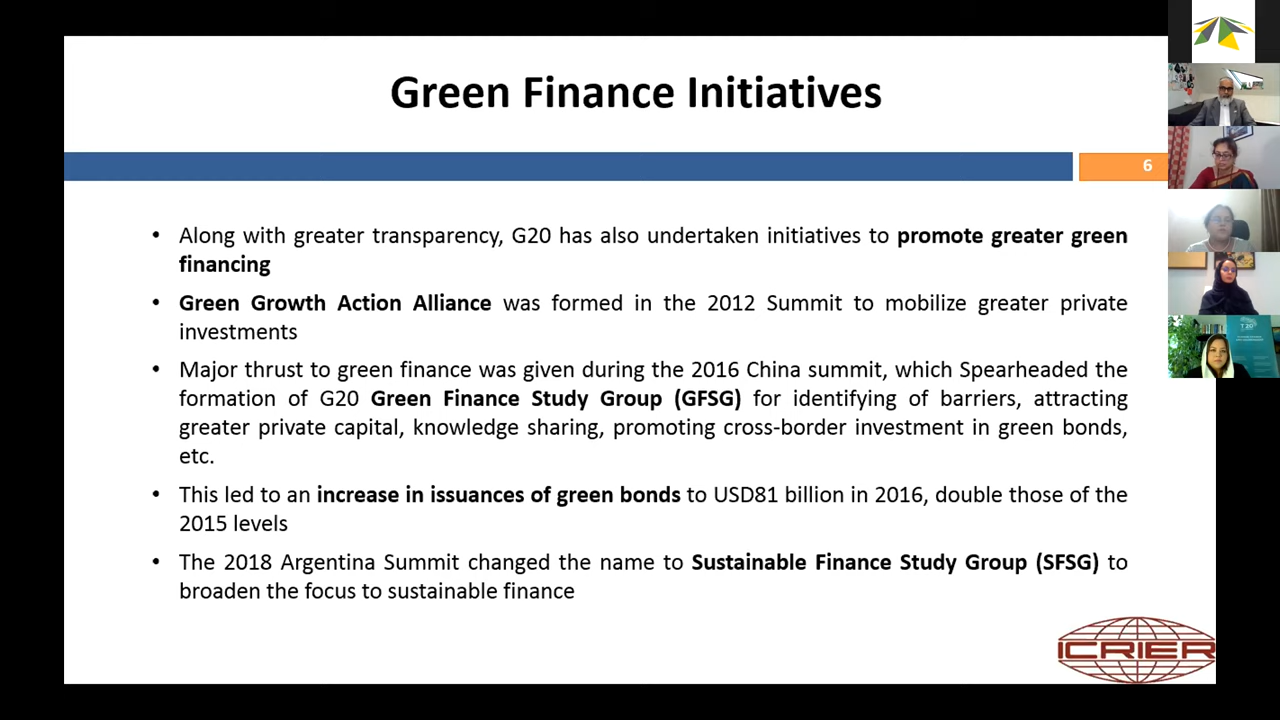 Green Finance Initiatives
6
• Along with greater transparency, G20 has also undertaken initiatives to promote greater green
financing
• Green Growth Action Alliance was formed in the 2012 Summit to mobilize greater private
investments
• Major thrust to green finance was given during the 2016 China summit, which Spearheaded the
formation of G20 Green Finance Study Group (GFSG) for identifying of barriers, attracting
greater private capital, knowledge sharing, promoting cross-border investment in green bonds,
etc.
• This led to an increase in issuances of green bonds to USD81 billion in 2016, double those of the
2015 levels
• The 2018 Argentina Summit changed the name to Sustainable Finance Study Group (SFSG) to
broaden the focus to sustainable finance
ICRIER
T20